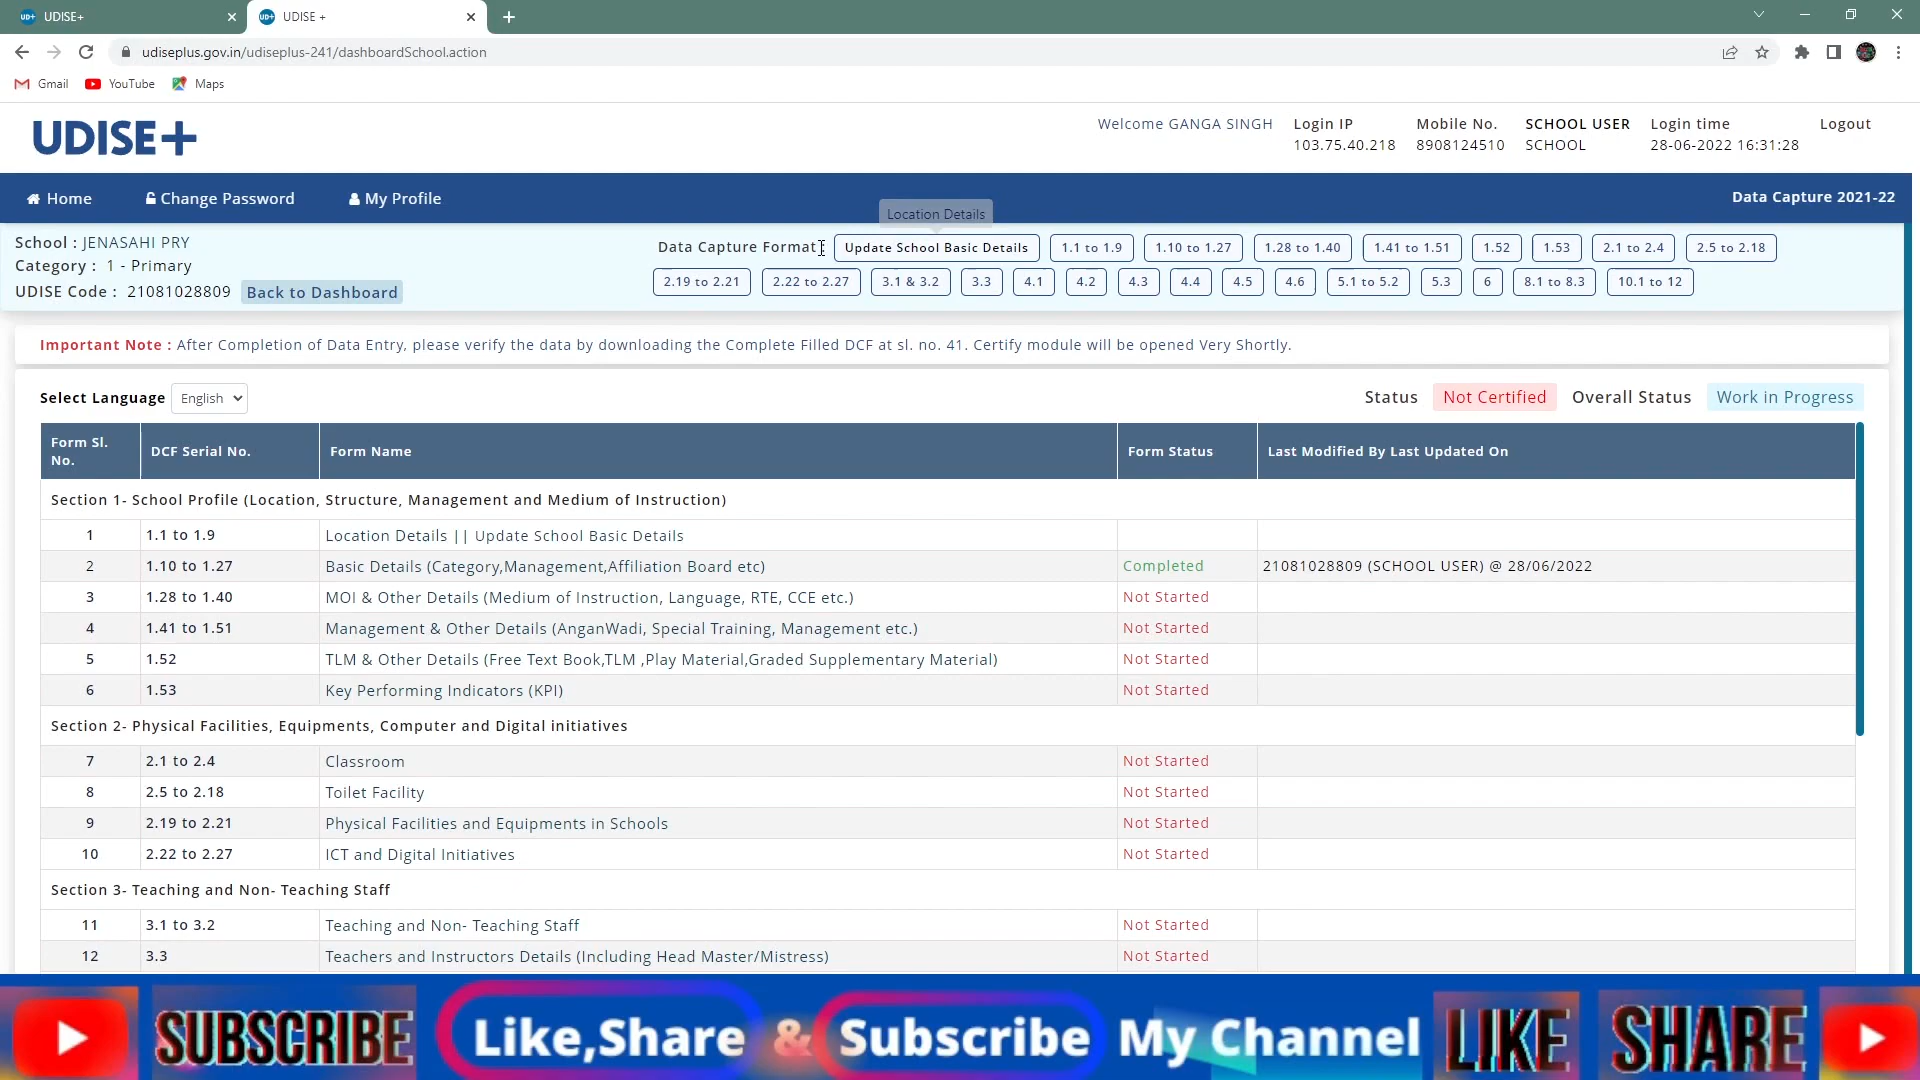 UDISE+
UDISE +
udiseplus.gov.in/udiseplus-241/dashboardSchool.action
Gmail YouTube Maps
UDISE+
Welcome GANGA SINGH
Login IP
103.75.40.218
Mobile No.
8908124510
SCHOOL USER
SCHOOL
Login time
28-06-2022 16:31:28
Logout
Home Change Password My Profile
Data Capture 2021-22
Location Details
School : JENASAHI PRY
Category : 1 - Primary
UDISE Code : 21081028809 Back to Dashboard
Data Capture Format : Update School Basic Details 1.1 to 1.9 1.10 to 1.27 1.28 to 1.40 1.41 to 1.51 1.52 1.53 2.1 to 2.4 2.5 to 2.18
2.19 to 2.21 2.22 to 2.27 3.1 & 3.2 3.3 4.1 4.2 4.3 4.4 4.5 4.6 5.1 to 5.2 5.3 6 8.1 to 8.3 10.1 to 12
Important Note : After Completion of Data Entry, please verify the data by downloading the Complete Filled DCF at sl. no. 41. Certify module will be opened Very Shortly.
Select Language English
Status Not Certified Overall Status Work in Progress
Form Sl. No. DCF Serial No. Form Name Form Status Last Modified By Last Updated On
Section 1- School Profile (Location, Structure, Management and Medium of Instruction)
1 1.1 to 1.9 Location Details || Update School Basic Details
2 1.10 to 1.27 Basic Details (Category,Management,Affiliation Board etc) Completed 21081028809 (SCHOOL USER) @ 28/06/2022
3 1.28 to 1.40 MOI & Other Details (Medium of Instruction, Language, RTE, CCE etc.) Not Started
4 1.41 to 1.51 Management & Other Details (AnganWadi, Special Training, Management etc.) Not Started
5 1.52 TLM & Other Details (Free Text Book,TLM ,Play Material,Graded Supplementary Material) Not Started
6 1.53 Key Performing Indicators (KPI) Not Started
Section 2- Physical Facilities, Equipments, Computer and Digital initiatives
7 2.1 to 2.4 Classroom Not Started
8 2.5 to 2.18 Toilet Facility Not Started
9 2.19 to 2.21 Physical Facilities and Equipments in Schools Not Started
10 2.22 to 2.27 ICT and Digital Initiatives Not Started
Section 3- Teaching and Non- Teaching Staff
11 3.1 to 3.2 Teaching and Non- Teaching Staff Not Started
12 3.3 Teachers and Instructors Details (Including Head Master/Mistress) Not Started
SUBSCRIBE Like,Share & Subscribe My Channel LIKE SHARE